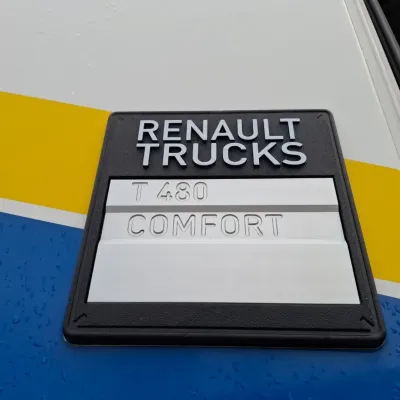 RENAULT
TRUCKS
T 480
COMFORT